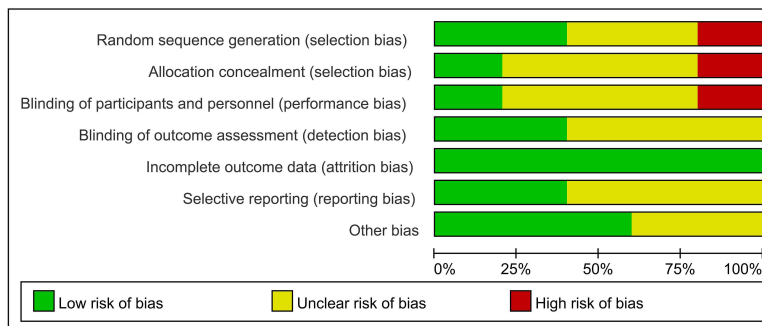 Random sequence generation (selection bias)
Allocation concealment (selection bias)
Blinding of participants and personnel (performance bias)
Blinding of outcome assessment (detection bias)
Incomplete outcome data (attrition bias)
Selective reporting (reporting bias)
Other bias
0% 25% 50% 75% 100%
Low risk of bias Unclear risk of bias High risk of bias